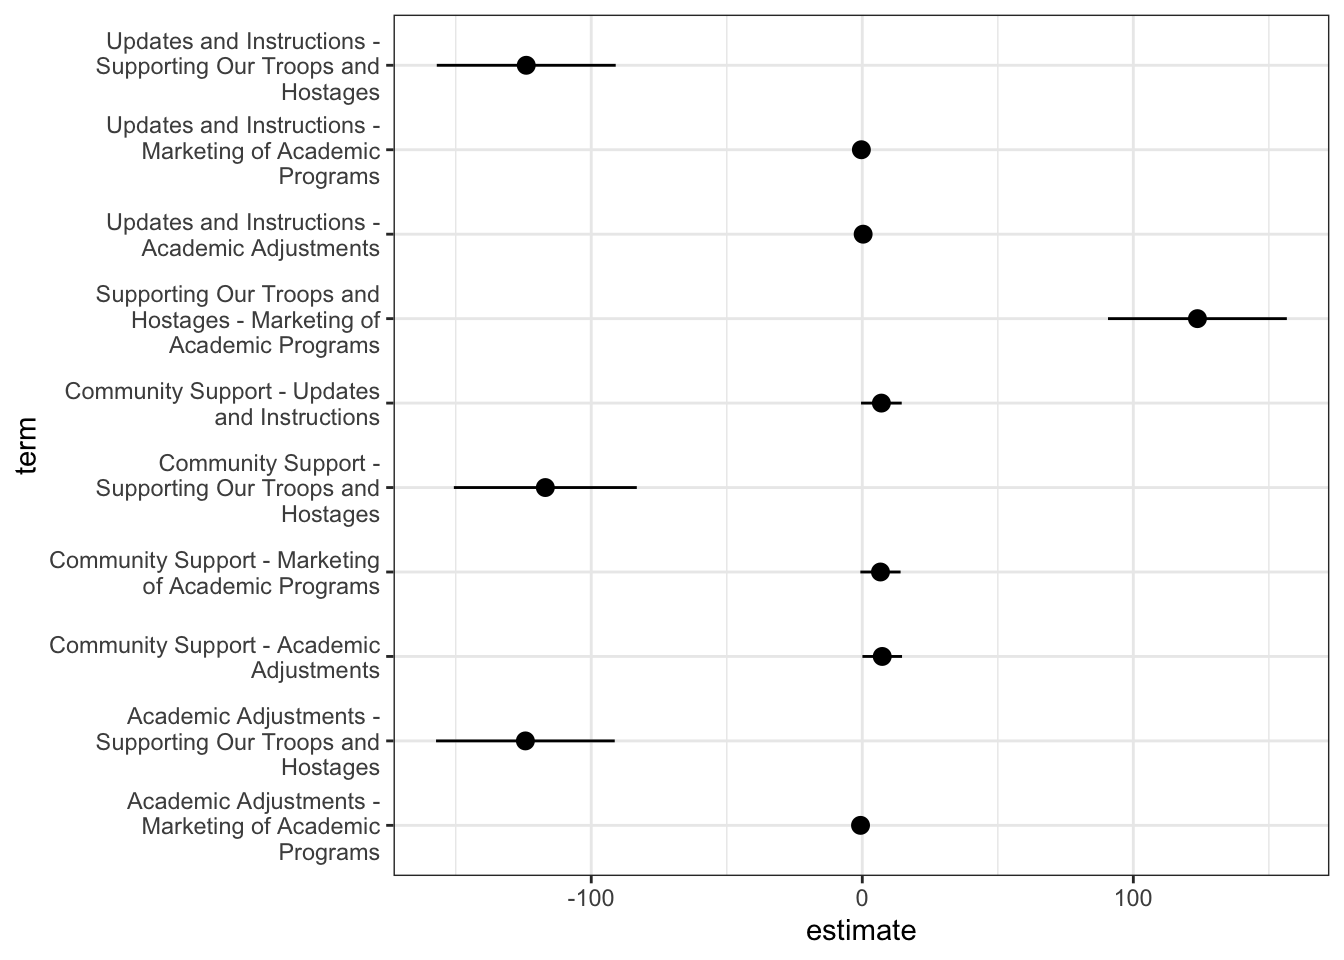 Updates and Instructions -
Supporting Our Troops and
Hostages
Updates and Instructions -
Marketing of Academic
Programs
Updates and Instructions -
Academic Adjustments
Supporting Our Troops and
Hostages - Marketing of
Academic Programs
Community Support - Updates
and Instructions
Community Support -
Supporting Our Troops and
Hostages
Community Support - Marketing
of Academic Programs
Community Support - Academic
Adjustments
Academic Adjustments -
Supporting Our Troops and
Hostages
Academic Adjustments -
Marketing of Academic
Programs
term
-100 0 100
estimate